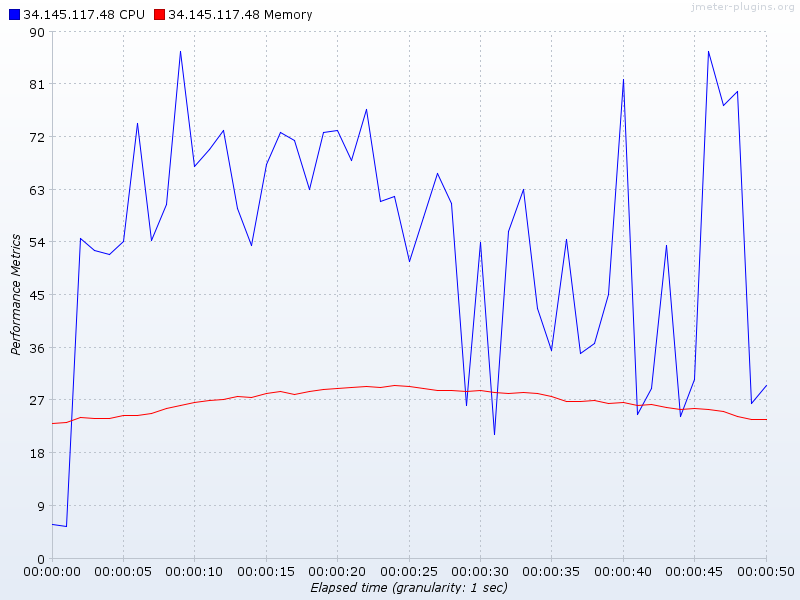 34.145.117.48 CPU 34.145.117.48 Memory
jmeter-plugins.org
90
81
72
63
54
45
36
27
18
9
0
Performance Metrics
00:00:00 00:00:05 00:00:10 00:00:15 00:00:20 00:00:25 00:00:30 00:00:35 00:00:40 00:00:45 00:00:50
Elapsed time (granularity: 1 sec)